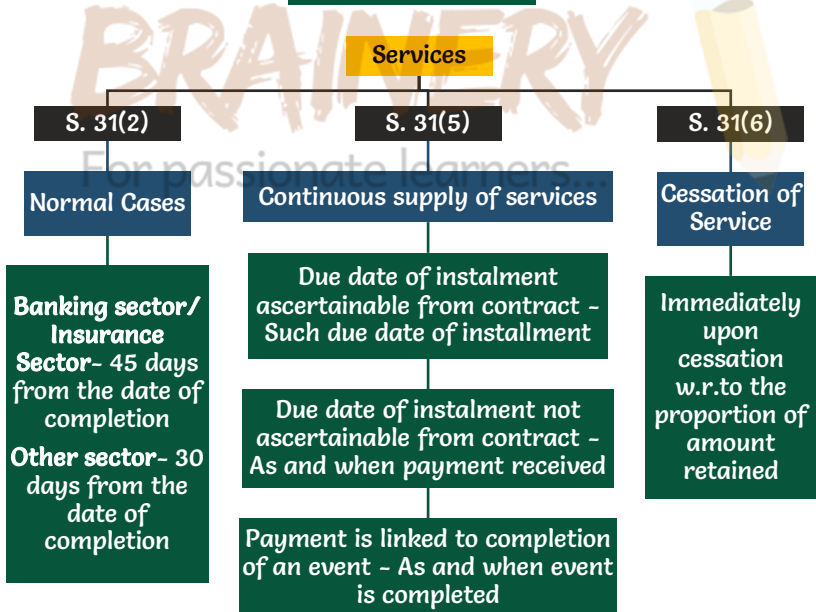 BRAINERY
For passionate learners...
Services
S. 31(2)
Normal Cases
Banking sector/
Insurance
Sector- 45 days
from the date of
completion
Other sector- 30
days from the
date of
completion
S. 31(5)
Continuous supply of services
Due date of instalment
ascertainable from contract -
Such due date of installment
Due date of instalment not
ascertainable from contract -
As and when payment received
Payment is linked to completion
of an event - As and when event
is completed
S. 31(6)
Cessation of
Service
Immediately
upon
cessation
w.r.to the
proportion of
amount
retained